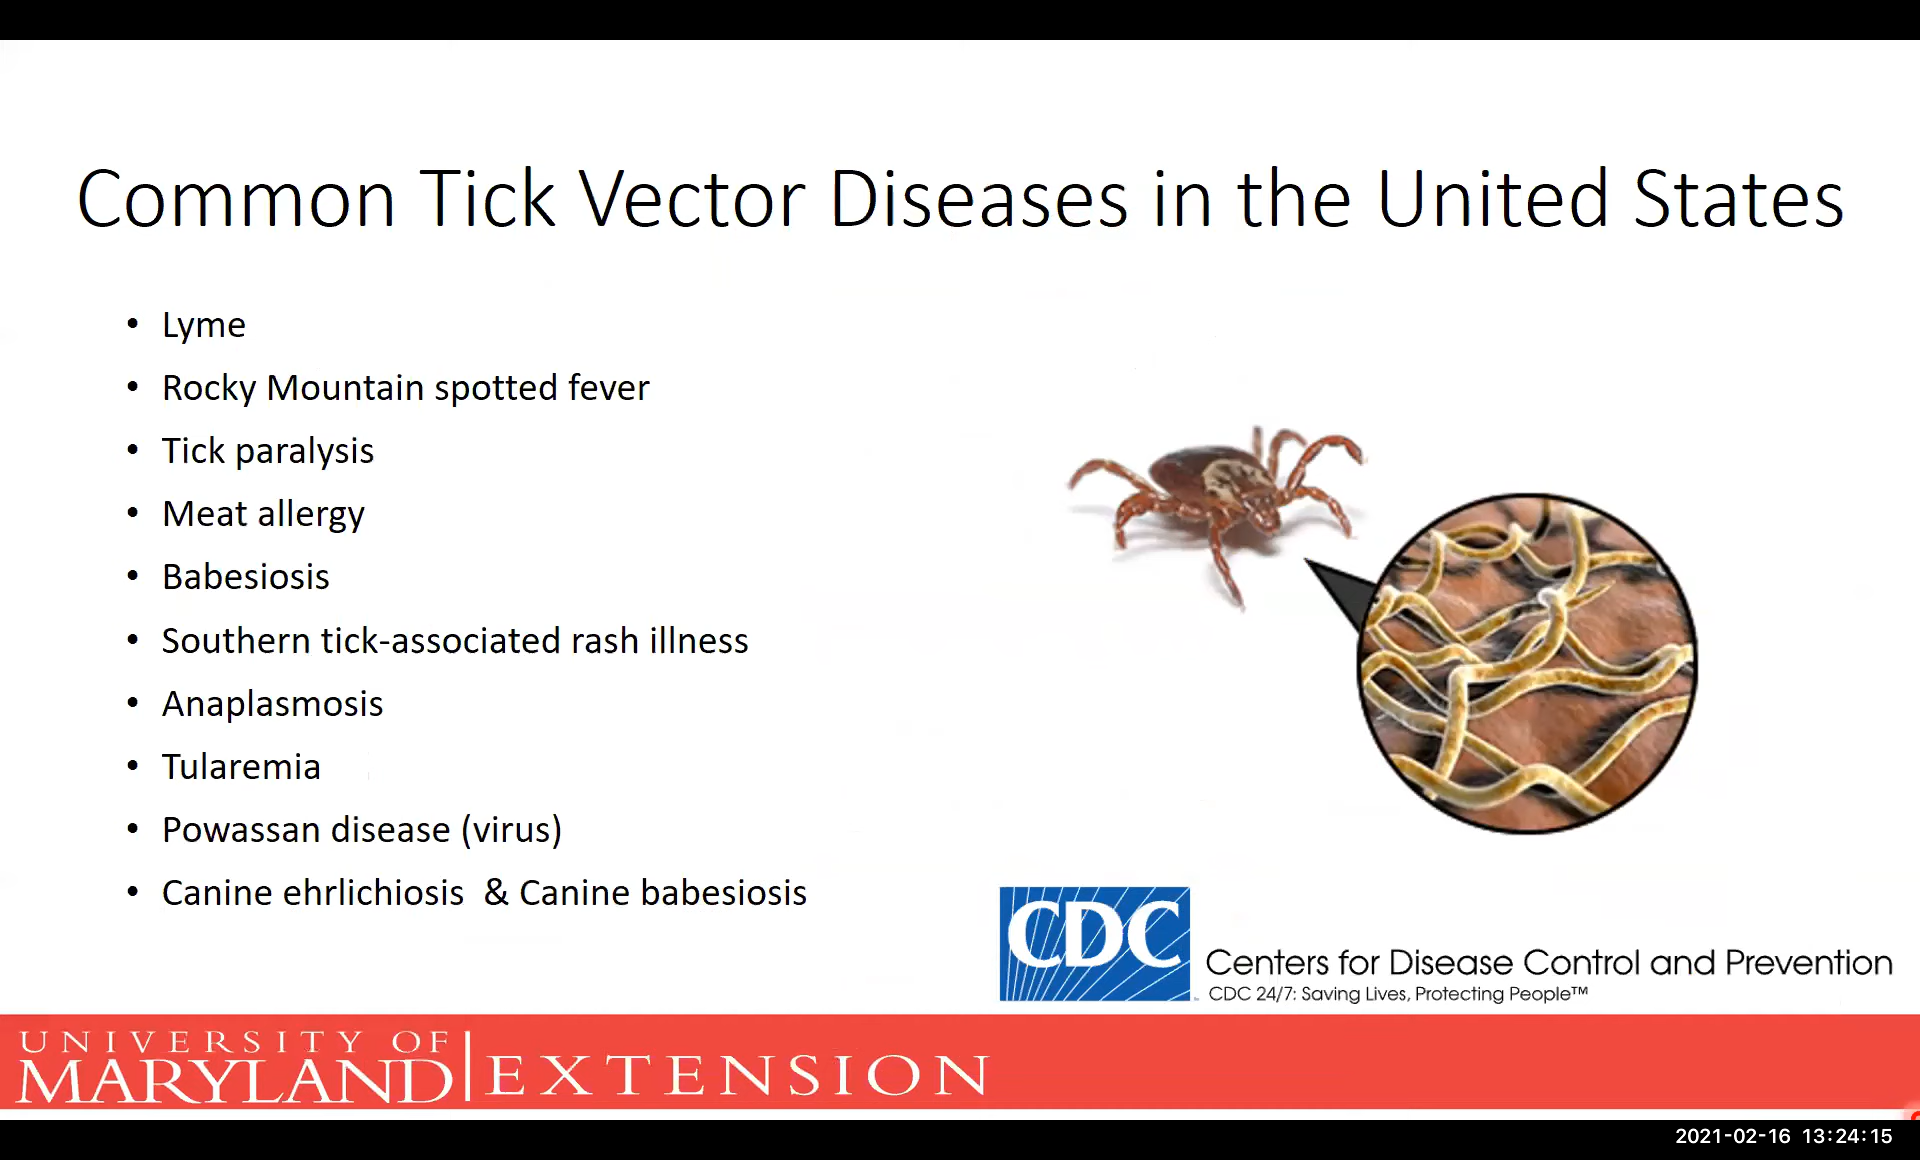 Common Tick Vector Diseases in the United States
• Lyme
• Rocky Mountain spotted fever
• Tick paralysis
• Meat allergy
• Babesiosis
• Southern tick-associated rash illness
• Anaplasmosis
• Tularemia
• Powassan disease (virus)
• Canine ehrlichiosis & Canine babesiosis
CDC
Centers for Disease Control and Prevention
CDC 24/7: Saving Lives, Protecting People™
UNIVERSITY OF
MARYLAND
EXTENSION
2021-02-16 13:24:15